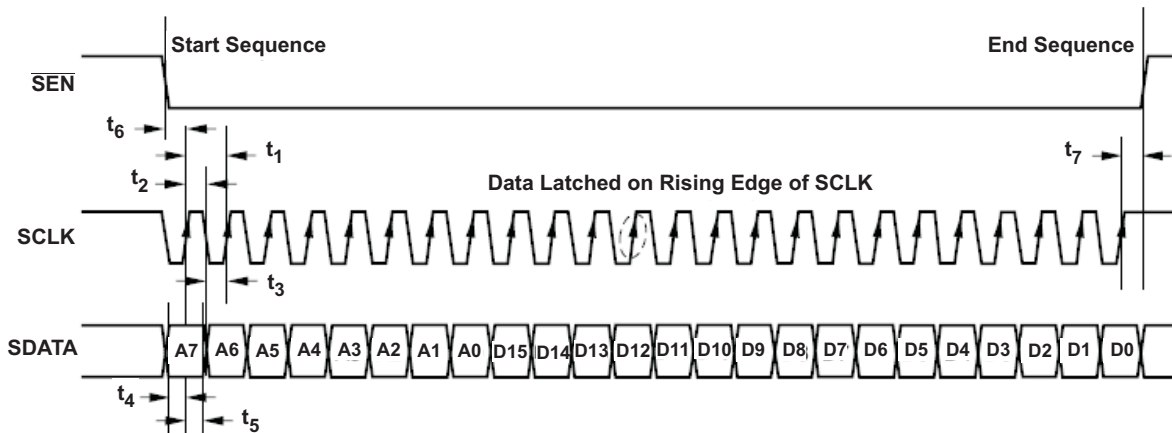 Start Sequence
End Sequence
SEN
t6
t1
t7
t2
Data Latched on Rising Edge of SCLK
SCLK
t3
SDATA
A7 A6 A5 A4 A3 A2 A1 A0 D15 D14 D13 D12 D11 D10 D9 D8 D7 D6 D5 D4 D3 D2 D1 D0
t4
t5